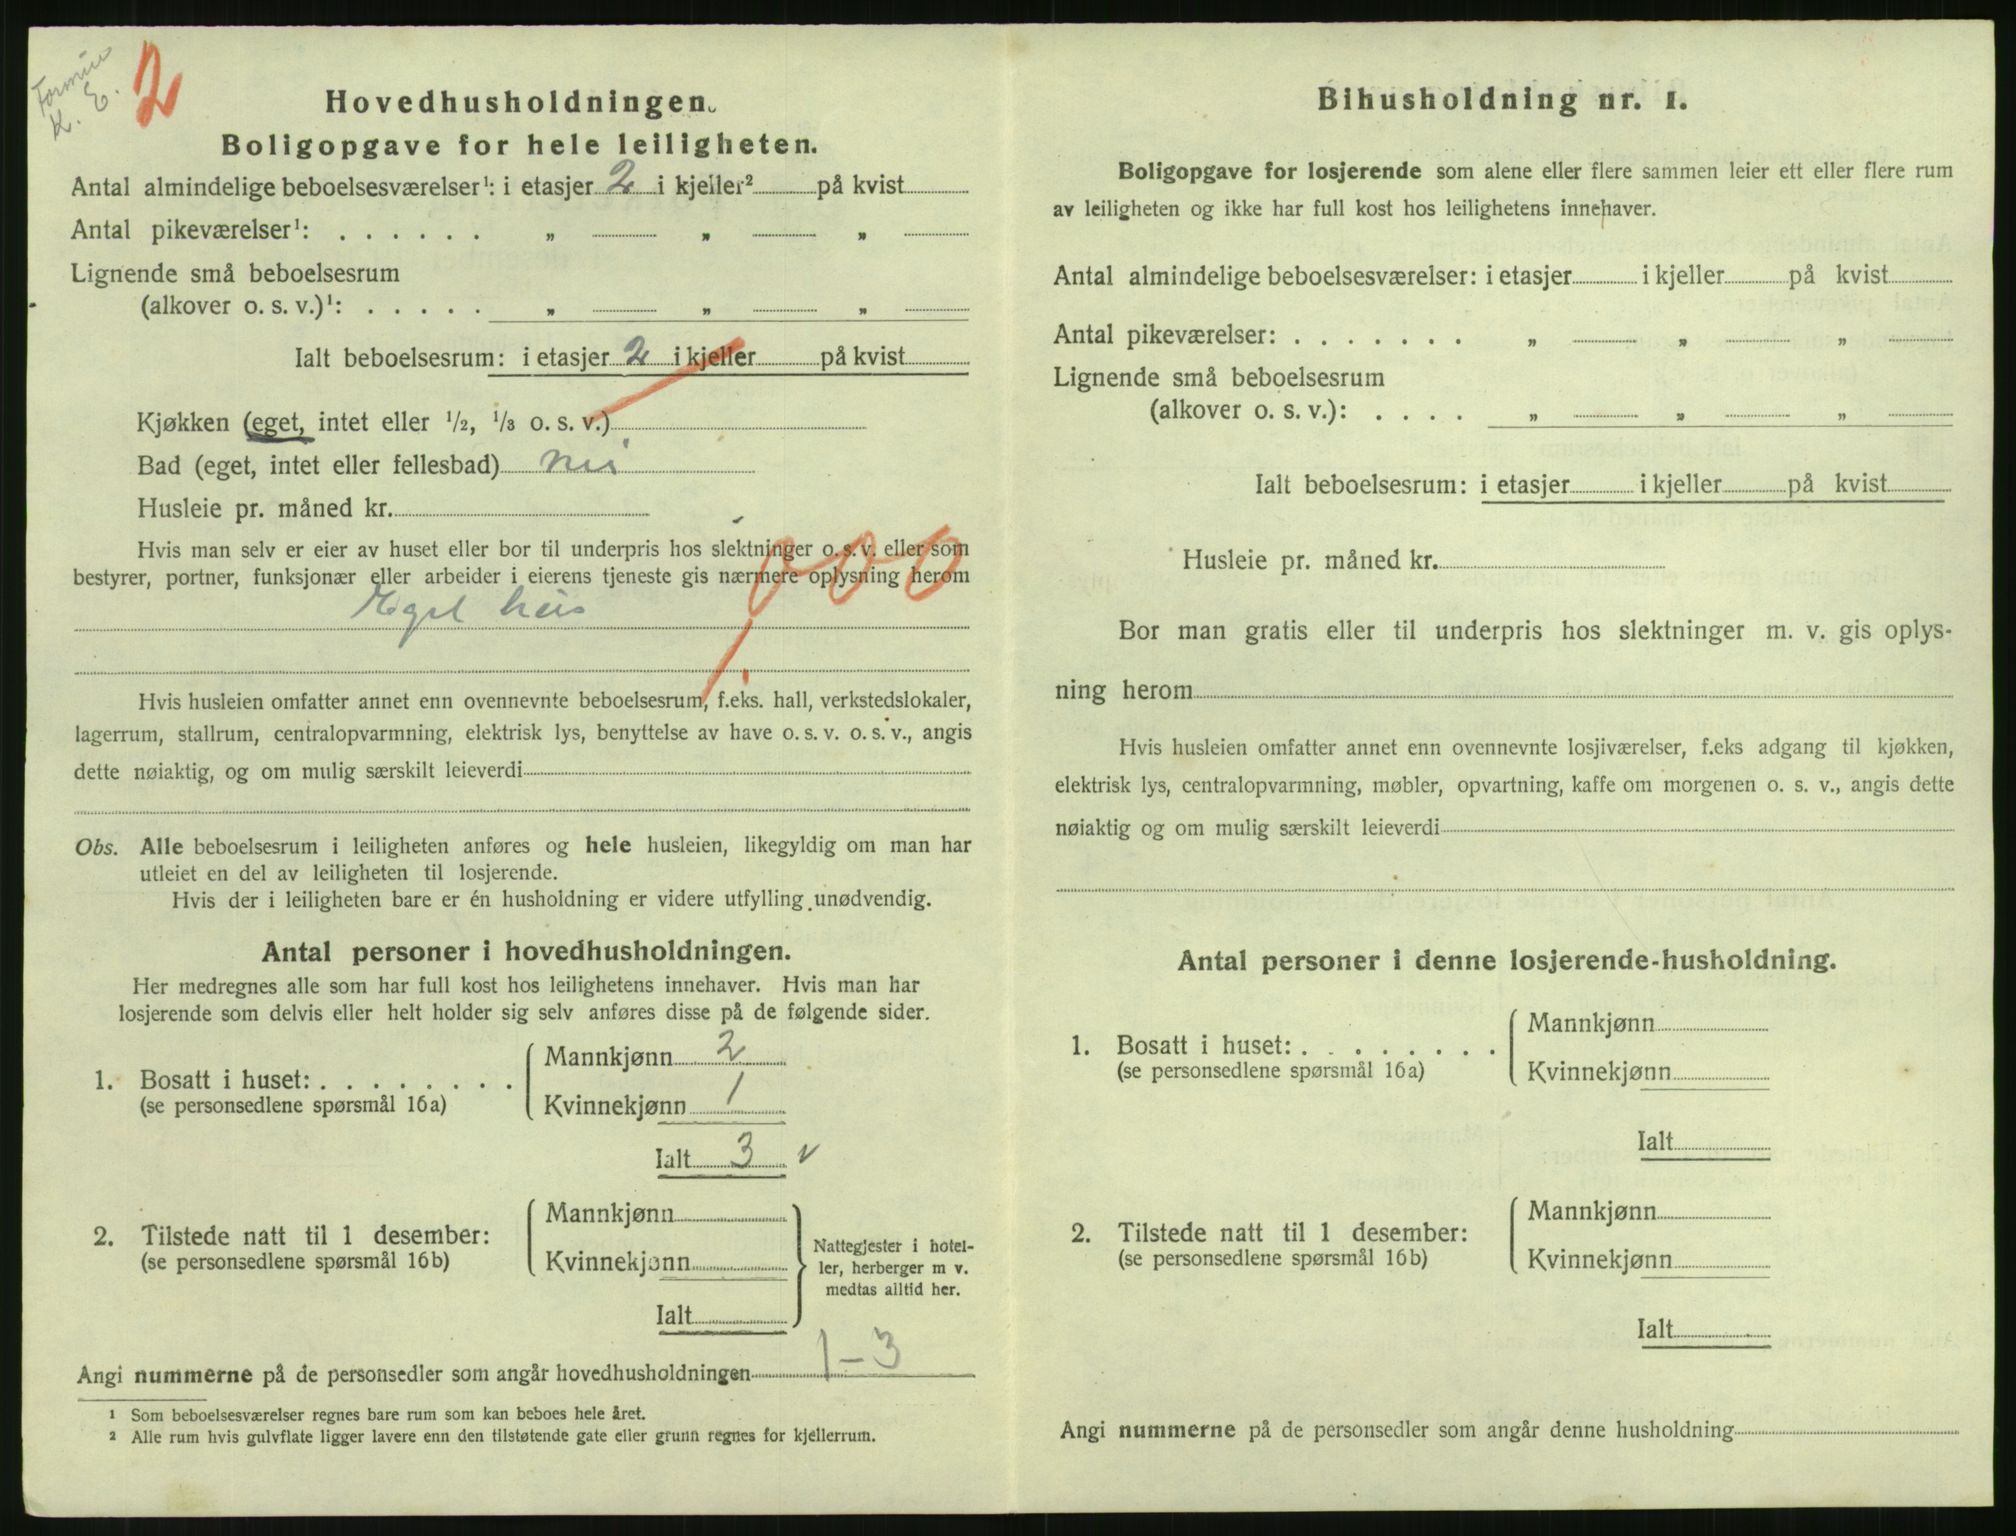 2
Hovedhusholdningen.
Boligopgave for hele leiligheten.
Antal almindelige beboelsesværelser¹: i etasjer 2 i kjeller² på kvist
Antal pikeværelser¹: . . . . . . „ „ „
Lignende små beboelsesrum
(alkover o. s. v.)¹: . . . . . „ „ „
Ialt beboelsesrum: i etasjer 2 i kjeller på kvist
Kjøkken (eget, intet eller ¹/₂, ¹/₃ o. s. v.)
Bad (eget, intet eller fellesbad) nei
Husleie pr. måned kr.
Hvis man selv er eier av huset eller bor til underpris hos slektninger o. s. v. eller som
bestyrer, portner, funksjonær eller arbeider i eierens tjeneste gis nærmere oplysning herom
Eget hus
1.000
Hvis husleien omfatter annet enn ovennevnte beboelsesrum, f.eks. hall, verkstedslokaler,
lagerrum, stallrum, centralopvarmning, elektrisk lys, benyttelse av have o. s. v. o. s. v., angis
dette nøiaktig, og om mulig særskilt leieverdi
Obs. Alle beboelsesrum i leiligheten anføres og hele husleien, likegyldig om man har
utleiet en del av leiligheten til losjerende.
Hvis der i leiligheten bare er én husholdning er videre utfylling unødvendig.
Antal personer i hovedhusholdningen.
Her medregnes alle som har full kost hos leilighetens innehaver. Hvis man har
losjerende som delvis eller helt holder sig selv anføres disse på de følgende sider.
Mannkjønn 2
1. Bosatt i huset: . . . . . . . .
(se personsedlene spørsmål 16a)
Kvinnekjønn 1
Ialt 3 v
Mannkjønn
2. Tilstede natt til 1 desember:
(se personsedlene spørsmål 16b)
Kvinnekjønn
Ialt
Nattegjester i hotel-
ler, herberger m v.
medtas alltid her.
Angi nummerne på de personsedler som angår hovedhusholdningen 1-3
¹ Som beboelsesværelser regnes bare rum som kan beboes hele året.
² Alle rum hvis gulvflate ligger lavere enn den tilstøtende gate eller grunn regnes for kjellerrum.
Bihusholdning nr. 1.
Boligopgave for losjerende som alene eller flere sammen leier ett eller flere rum
av leiligheten og ikke har full kost hos leilighetens innehaver.
Antal almindelige beboelsesværelser: i etasjer i kjeller på kvist
Antal pikeværelser: . . . . . . . „ „ „
Lignende små beboelsesrum
(alkover o. s. v.): . . . . „ „ „
Ialt beboelsesrum: i etasjer i kjeller på kvist
Husleie pr. måned kr.
Bor man gratis eller til underpris hos slektninger m. v. gis oplys-
ning herom
Hvis husleien omfatter annet enn ovennevnte losjiværelser, f.eks adgang til kjøkken,
elektrisk lys, centralopvarmning, møbler, opvartning, kaffe om morgenen o. s. v., angis dette
nøiaktig og om mulig særskilt leieverdi
Antal personer i denne losjerende-husholdning.
Mannkjønn
1. Bosatt i huset: . . . . . . . .
(se personsedlene spørsmål 16a)
Kvinnekjønn
Ialt
Mannkjønn
2. Tilstede natt til 1 desember:
(se personsedlene spørsmål 16b)
Kvinnekjønn
Ialt
Angi nummerne på de personsedler som angår denne husholdning